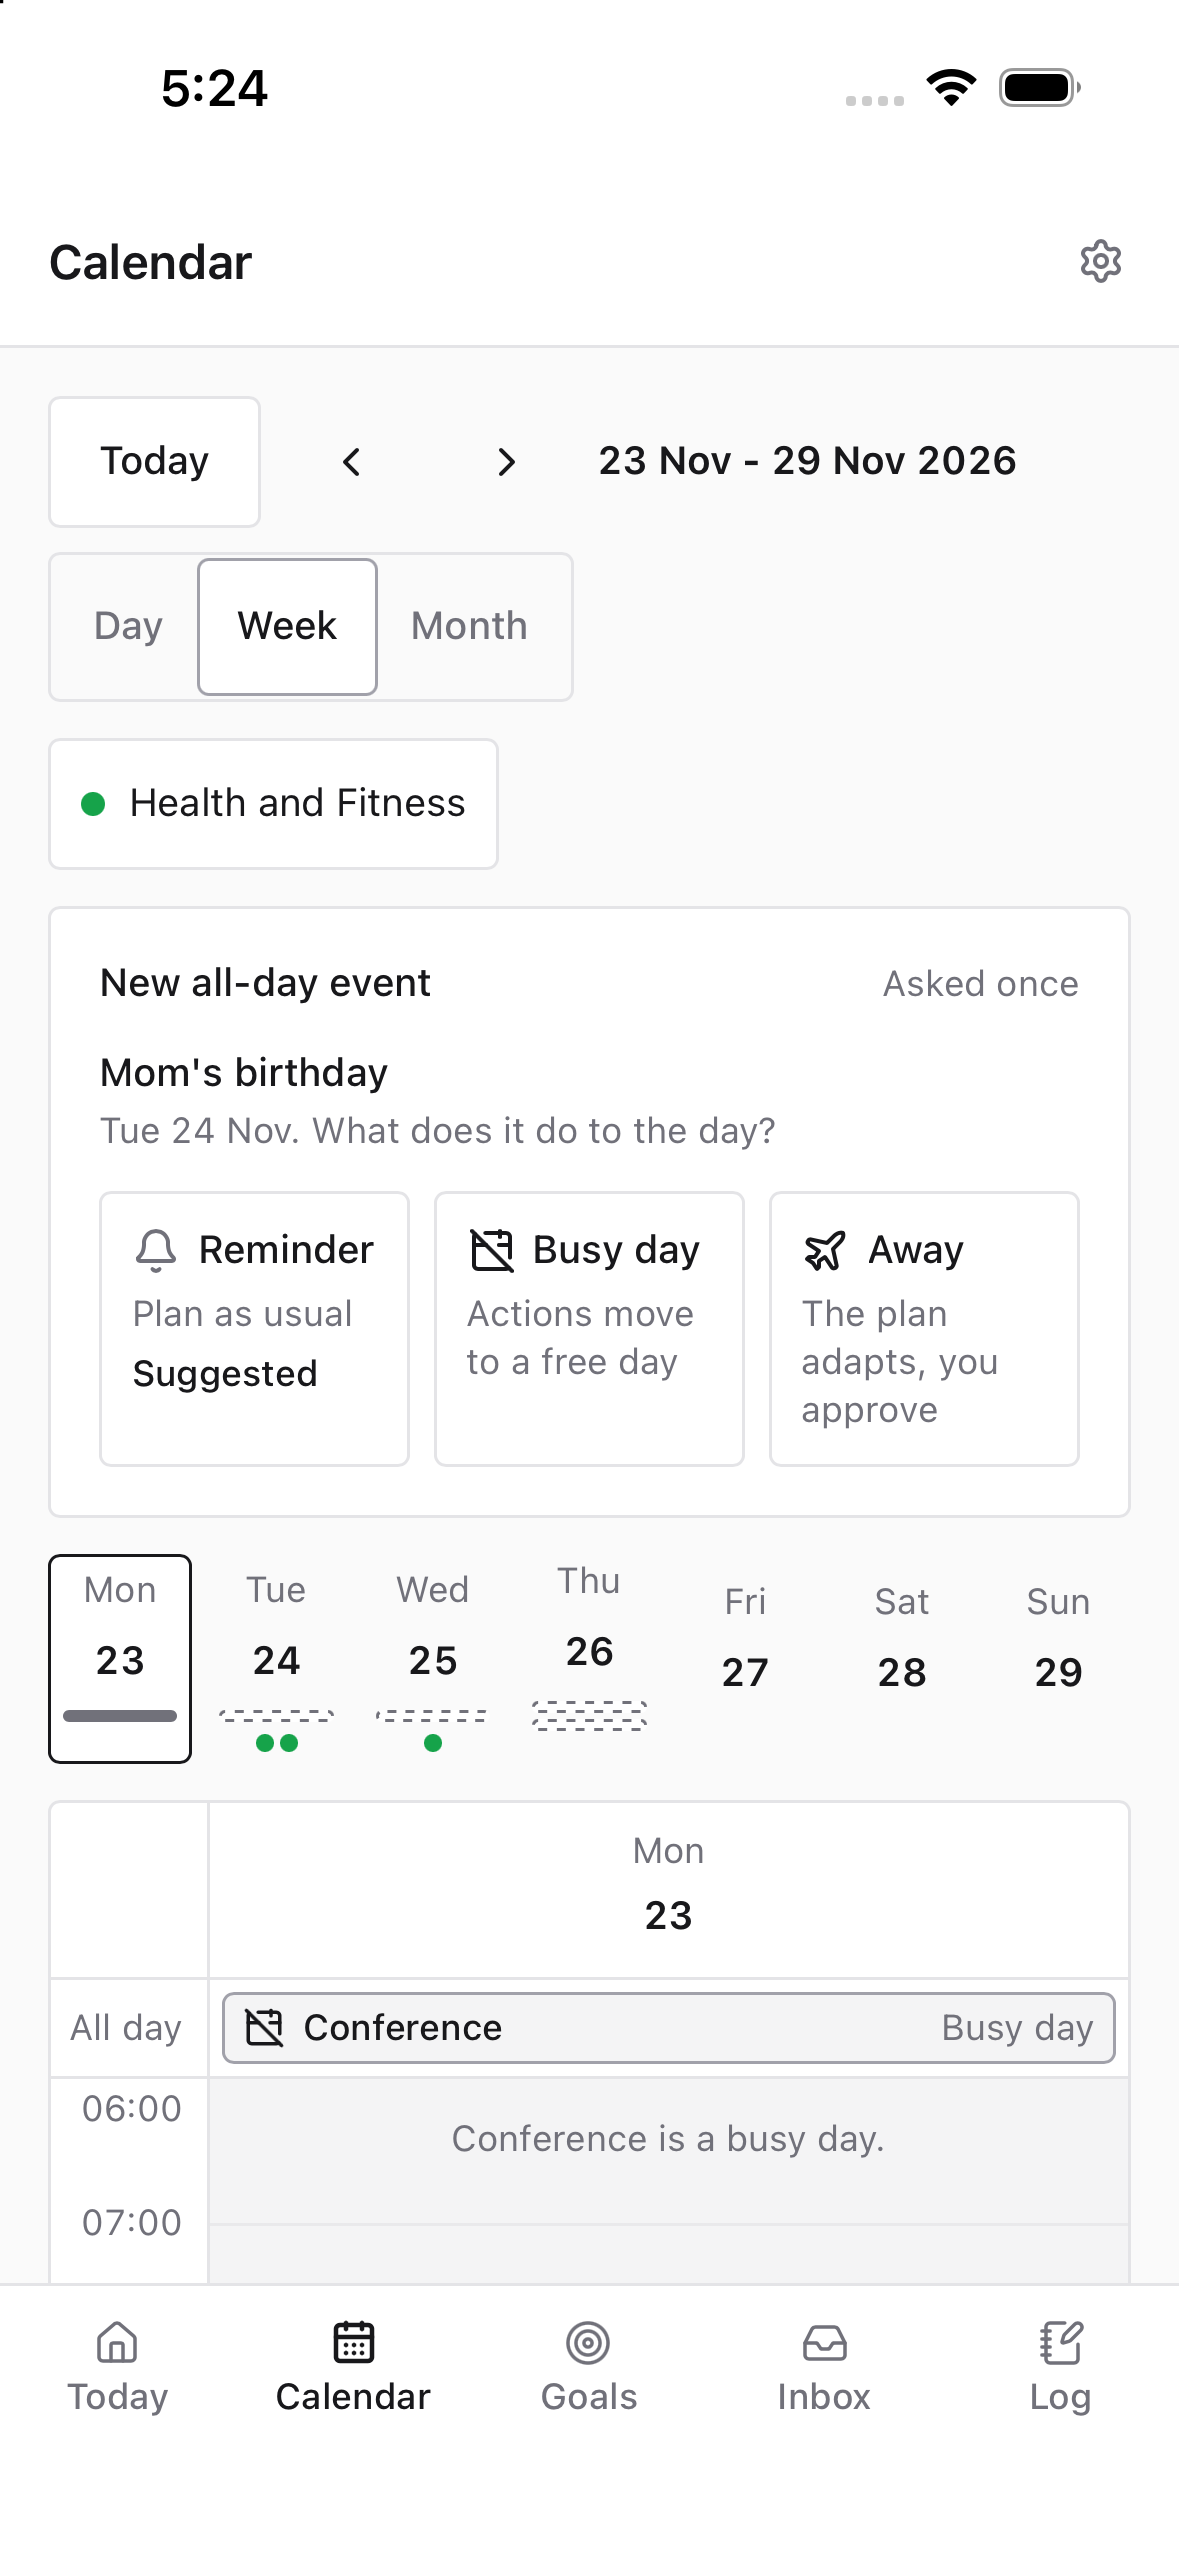 5:24
Calendar
Today
23 Nov - 29 Nov 2026
Day Week Month
Health and Fitness
New all-day event Asked once
Mom's birthday
Tue 24 Nov. What does it do to the day?
Reminder
Plan as usual
Suggested
Busy day
Actions move
to a free day
Away
The plan
adapts, you
approve
Mon Tue Wed Thu Fri Sat Sun
23 24 25 26 27 28 29
Mon
23
All day Conference Busy day
06:00
Conference is a busy day.
07:00
Today Calendar Goals Inbox Log